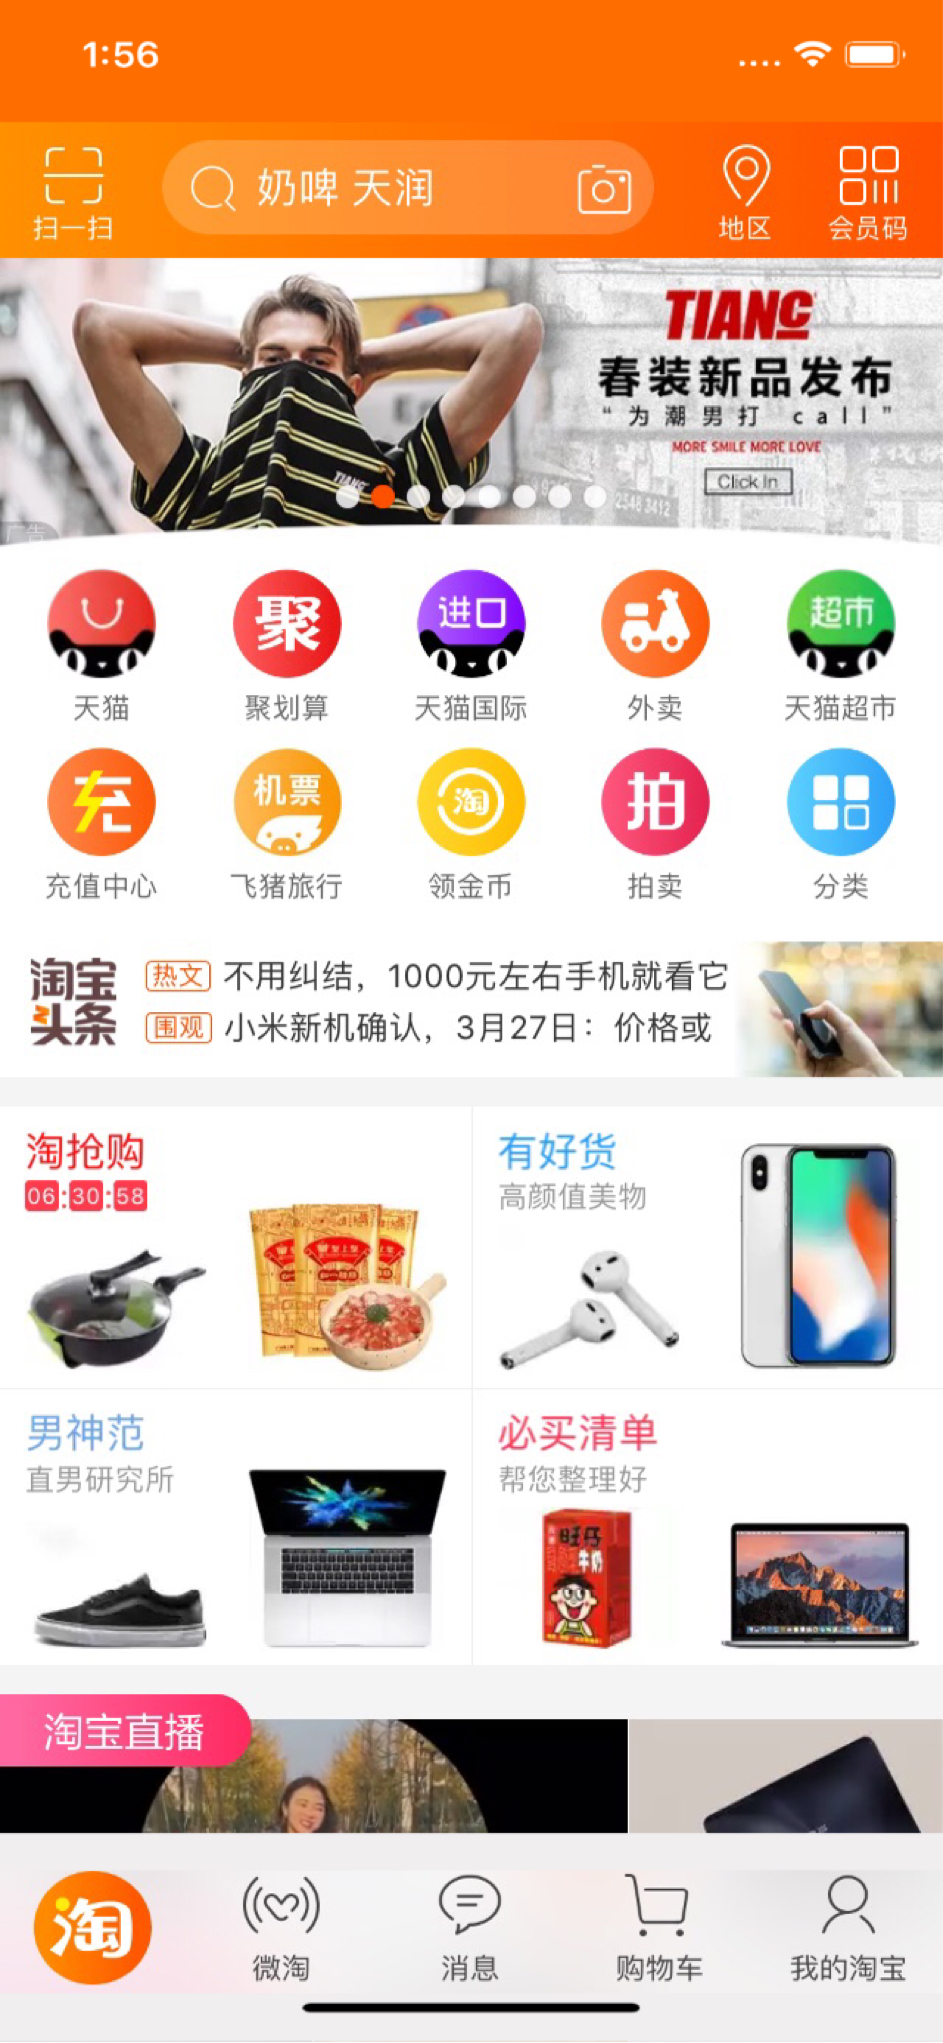 1:56
扫一扫
奶啤 天润
地区
会员码
TIANC
春装新品发布
“为潮男打 call”
MORE SMILE MORE LOVE
Click In
TIANC
2548 3412
广告
进口
超市
聚
天猫
聚划算
天猫国际
外卖
天猫超市
充
机票
淘
拍
充值中心
飞猪旅行
领金币
拍卖
分类
淘宝头条
热文 不用纠结，1000元左右手机就看它
围观 小米新机确认，3月27日：价格或
淘抢购
06:30:58
有好货
高颜值美物
男神范
直男研究所
必买清单
帮您整理好
旺仔
牛奶
淘宝直播
淘
微淘
消息
购物车
我的淘宝